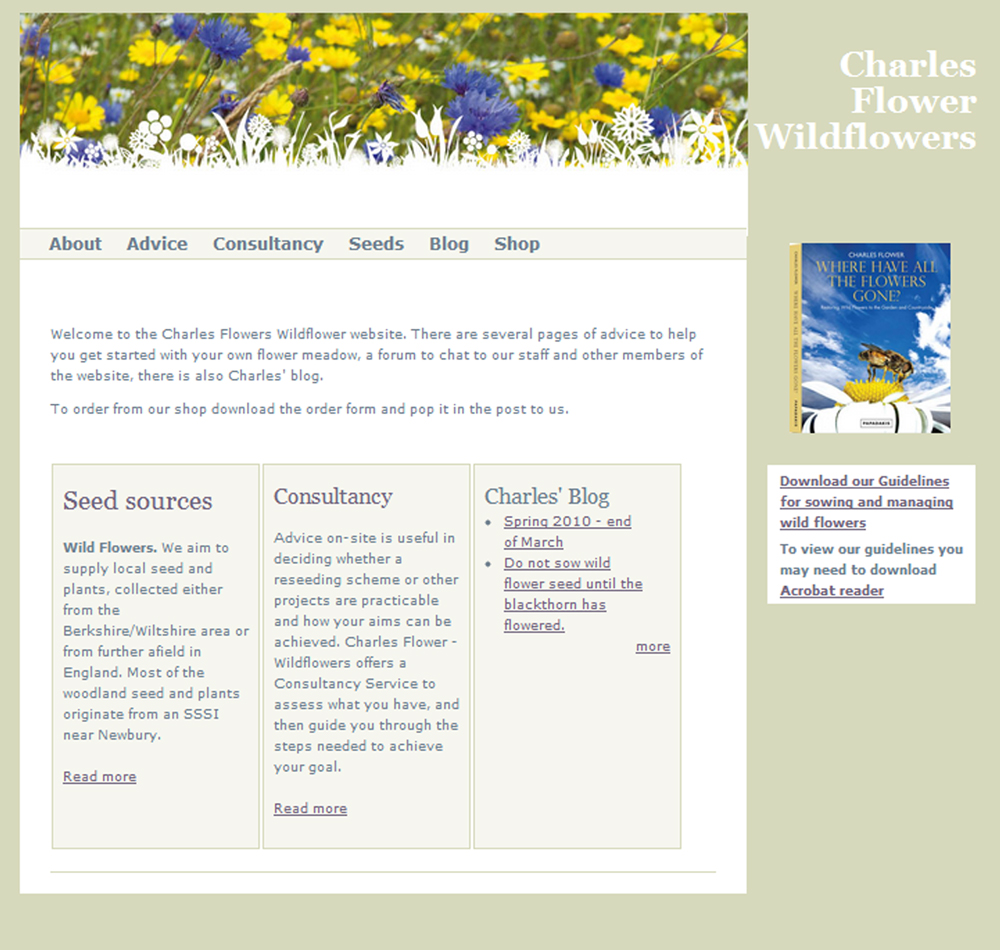 Charles
Flower
Wildflowers
About Advice Consultancy Seeds Blog Shop
Welcome to the Charles Flowers Wildflower website. There are several pages of advice to help
you get started with your own flower meadow, a forum to chat to our staff and other members of
the website, there is also Charles' blog.
To order from our shop download the order form and pop it in the post to us.
Seed sources
Wild Flowers. We aim to
supply local seed and
plants, collected either
from the
Berkshire/Wiltshire area or
from further afield in
England. Most of the
woodland seed and plants
originate from an SSSI
near Newbury.
Read more
Consultancy
Advice on-site is useful in
deciding whether a
reseeding scheme or other
projects are practicable
and how your aims can be
achieved. Charles Flower -
Wildflowers offers a
Consultancy Service to
assess what you have, and
then guide you through the
steps needed to achieve
your goal.
Read more
Charles' Blog
Spring 2010 - end
of March
Do not sow wild
flower seed until the
blackthorn has
flowered.
more
CHARLES FLOWER
WHERE HAVE ALL
THE FLOWERS
GONE?
Restoring Wild Flowers to the Garden and Countryside
PAPADAKIS
Download our Guidelines
for sowing and managing
wild flowers
To view our guidelines you
may need to download
Acrobat reader